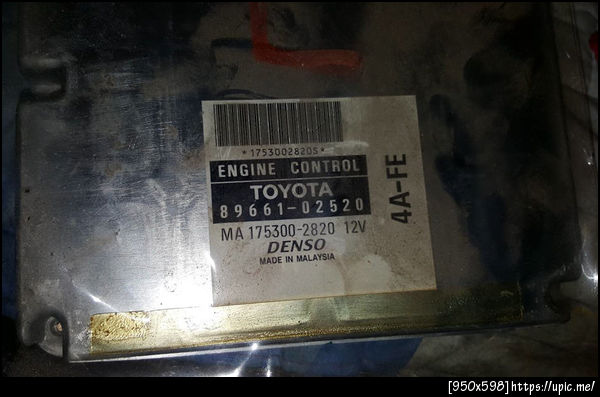 *1753002820S*
ENGINE CONTROL
TOYOTA
89661-02520
MA 175300-2820 12V
DENSO
MADE IN MALAYSIA
4A-FE
L
[950x598]https://upic.me/